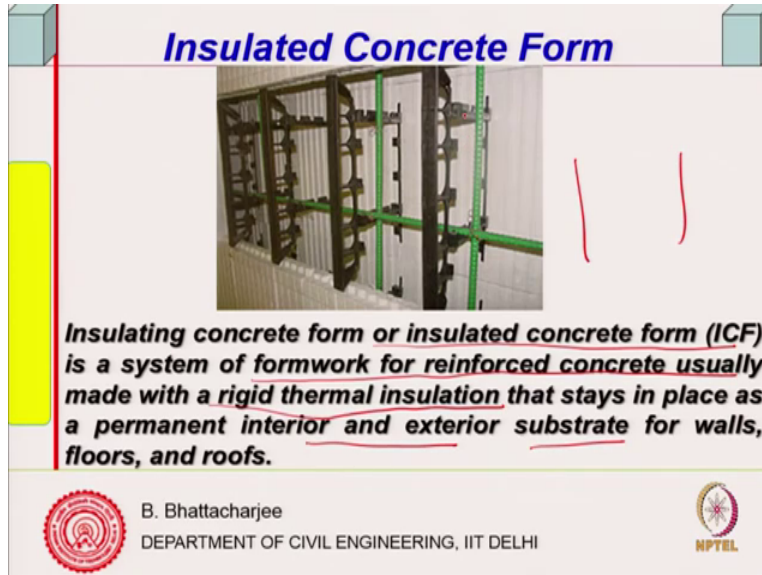 Insulated Concrete Form
Insulating concrete form or insulated concrete form (ICF)
is a system of formwork for reinforced concrete usually
made with a rigid thermal insulation that stays in place as
a permanent interior and exterior substrate for walls,
floors, and roofs.
B. Bhattacharjee
DEPARTMENT OF CIVIL ENGINEERING, IIT DELHI
NPTEL